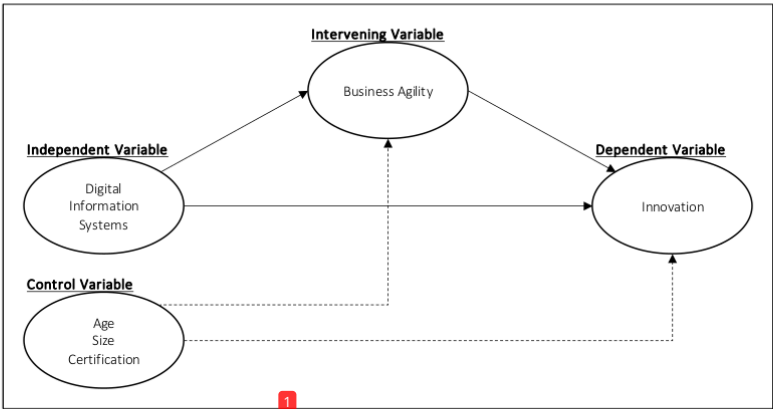 Intervening Variable
Business Agility
Independent Variable
Digital
Information
Systems
Dependent Variable
Innovation
Control Variable
Age
Size
Certification
1